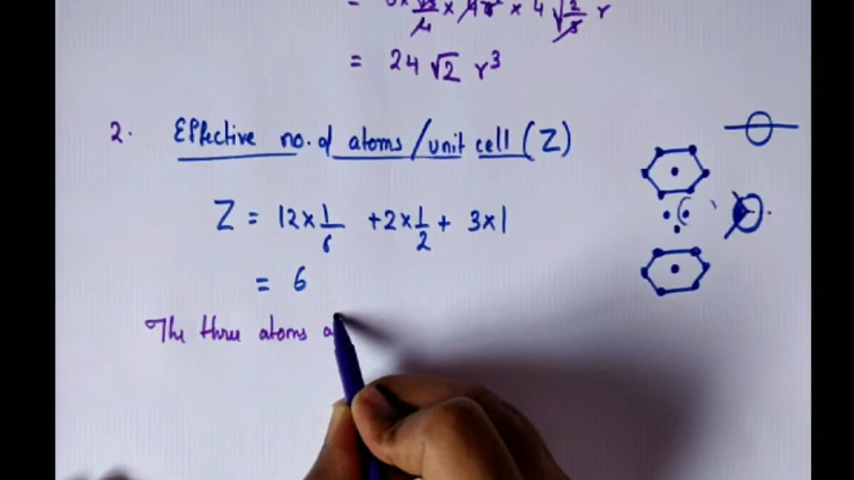 = 24√2 r³
2. Effective no. of atoms/unit cell (Z)
Z = 12×1/6 + 2×1/2 + 3×1
= 6
The three atoms a